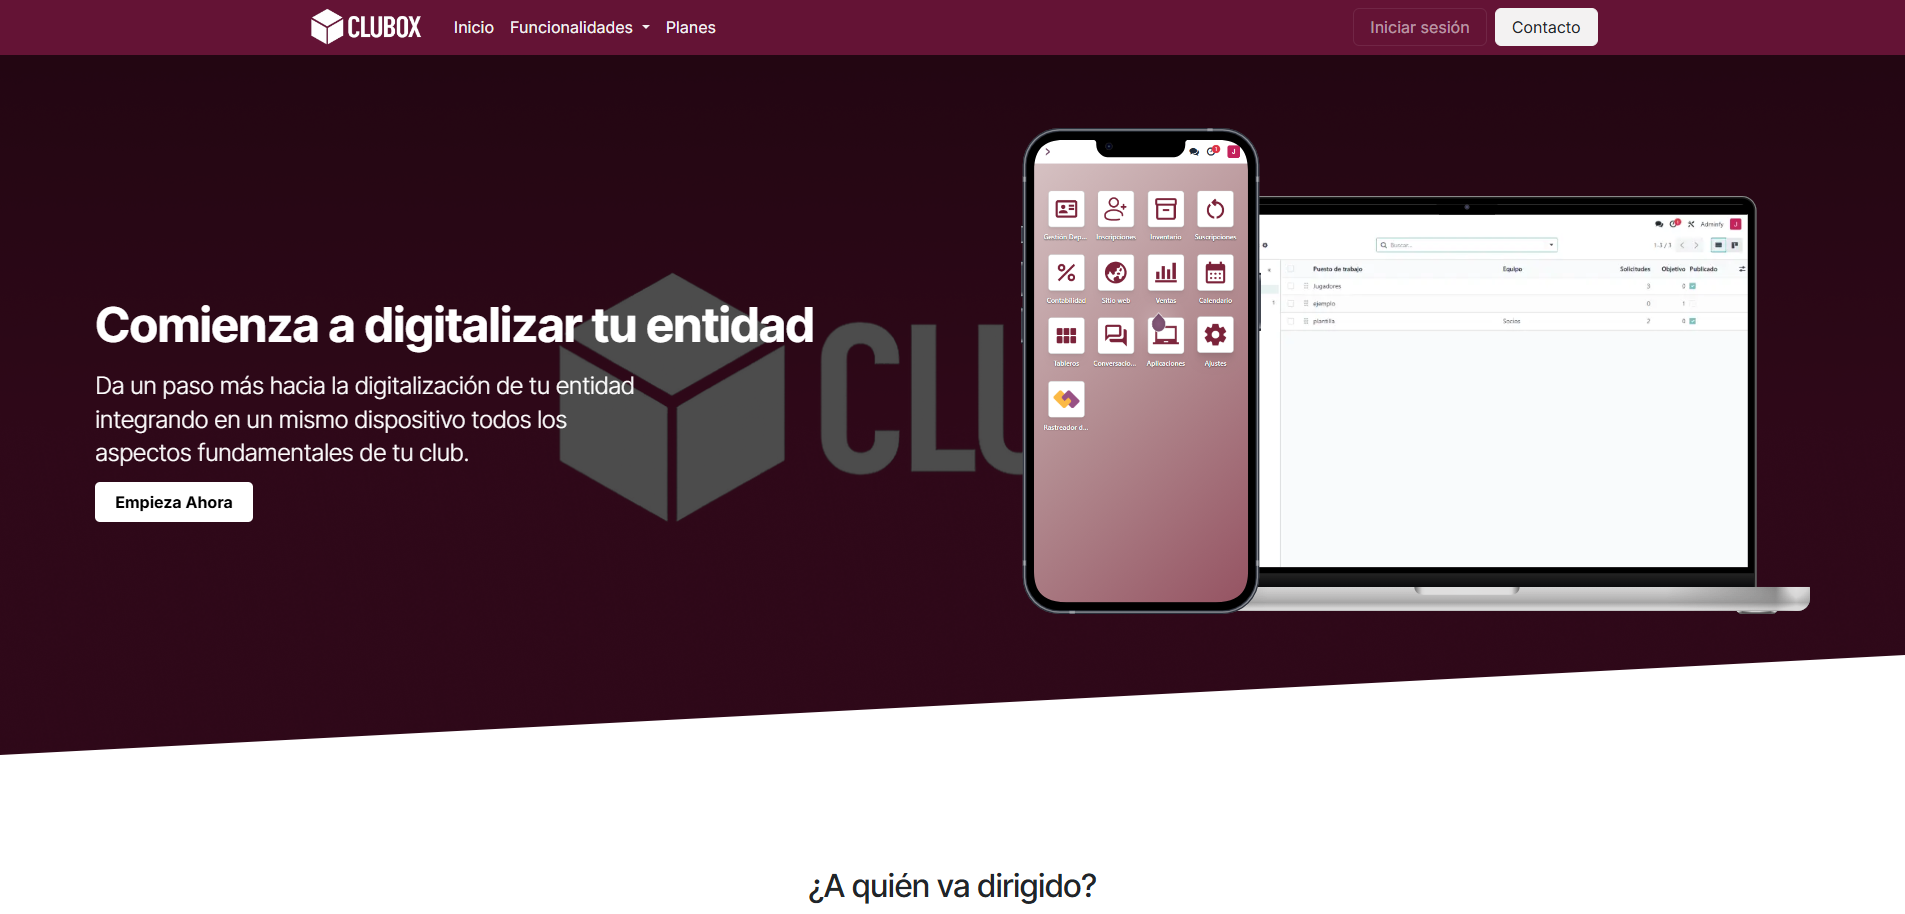 CLUBOX
Inicio
Funcionalidades
Planes
Iniciar sesión
Contacto
Comienza a digitalizar tu entidad
Da un paso más hacia la digitalización de tu entidad
integrando en un mismo dispositivo todos los
aspectos fundamentales de tu club.
Empieza Ahora
CLU
J
Gestión Dep...
Inscripciones
Inventario
Suscripciones
Contabilidad
Sitio web
Ventas
Calendario
Tableros
Conversacio...
Aplicaciones
Ajustes
Rastreador d...
Adminfy
J
Buscar...
1-3 / 3
Puesto de trabajo
Equipo
Solicitudes
Objetivo
Publicado
Jugadores
3
0
ejemplo
0
1
plantilla
Socios
2
0
¿A quién va dirigido?